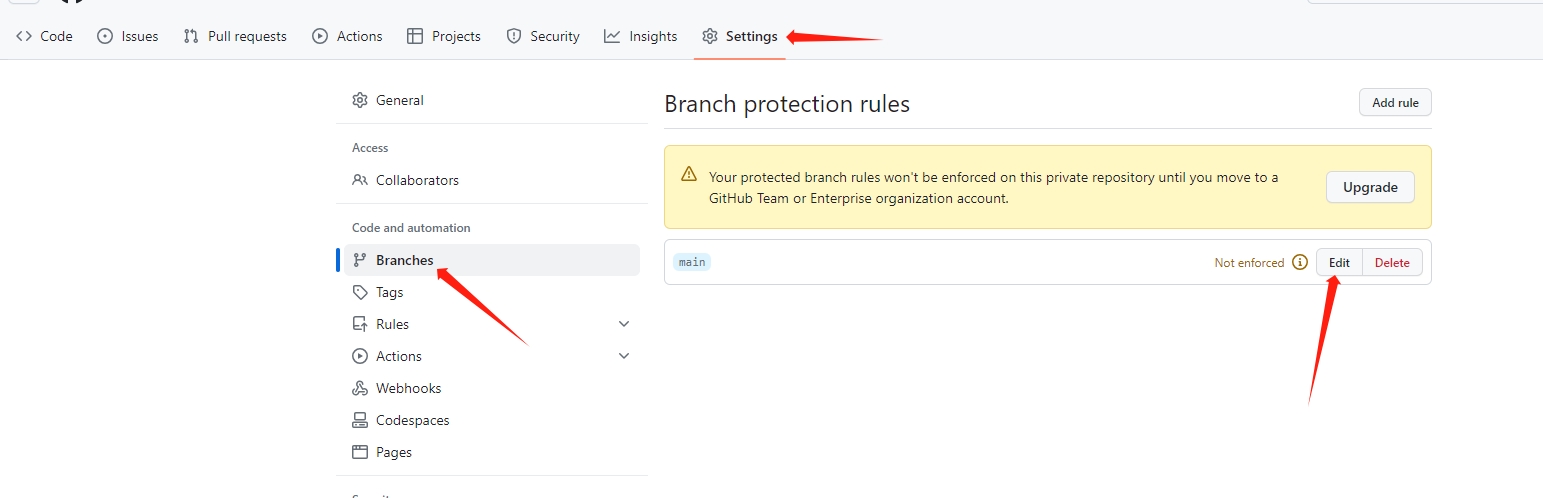 Code Issues Pull requests Actions Projects Security Insights Settings
General
Access
Collaborators
Code and automation
Branches
Tags
Rules
Actions
Webhooks
Codespaces
Pages
Branch protection rules
Add rule
Your protected branch rules won't be enforced on this private repository until you move to a
GitHub Team or Enterprise organization account.
Upgrade
main
Not enforced
Edit
Delete